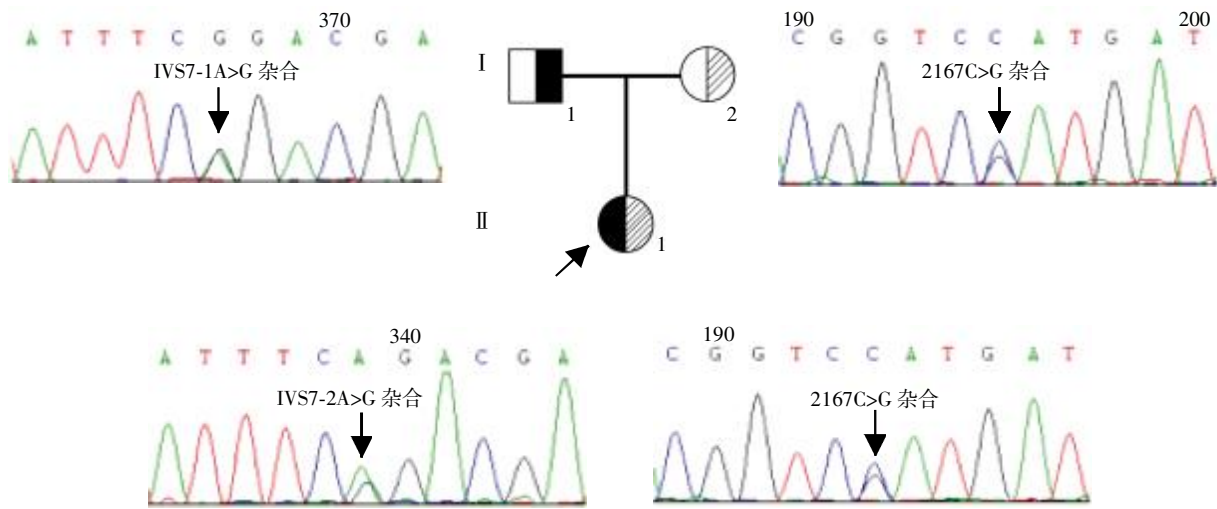 370
A T T T C G G A C G A
IVS7-1A>G 杂合
I
1
2
190 200
C G G T C C A T G A T
2167C>G 杂合
II
1
340
A T T T C A G A C G A
IVS7-2A>G 杂合
190
C G G T C C A T G A T
2167C>G 杂合